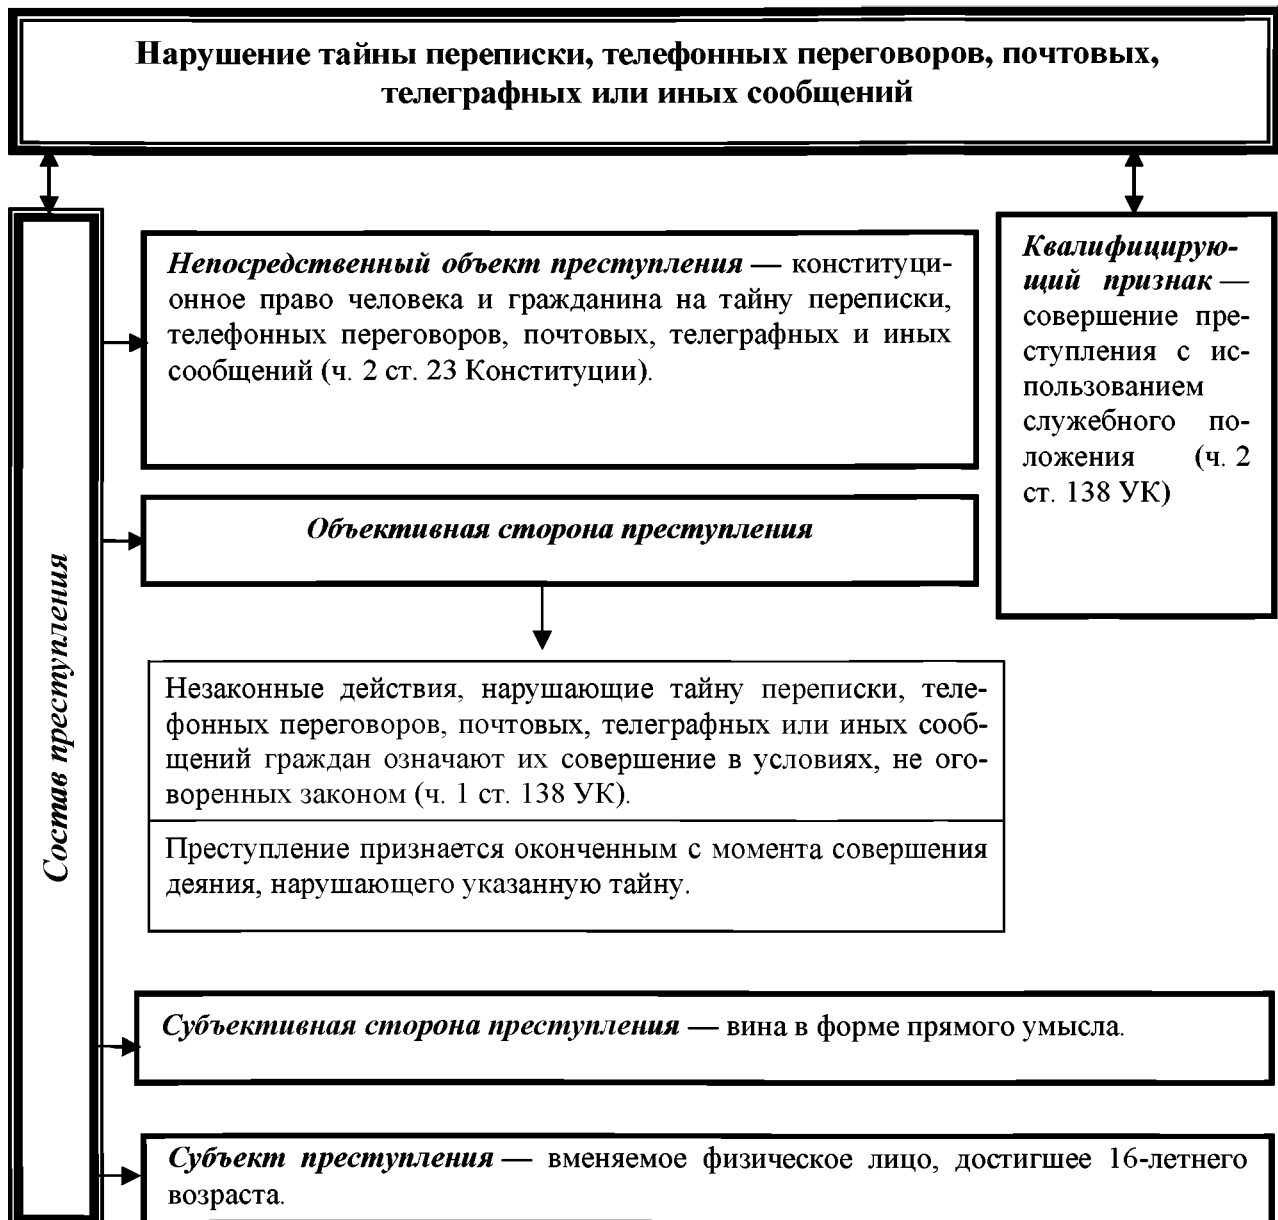 Нарушение тайны переписки, телефонных переговоров, почтовых,
телеграфных или иных сообщений
Состав преступления
Непосредственный объект преступления — конституци-
онное право человека и гражданина на тайну переписки,
телефонных переговоров, почтовых, телеграфных и иных
сообщений (ч. 2 ст. 23 Конституции).
Квалифицирую-
щий признак —
совершение пре-
ступления с ис-
пользованием
служебного по-
ложения (ч. 2
ст. 138 УК)
Объективная сторона преступления
Незаконные действия, нарушающие тайну переписки, теле-
фонных переговоров, почтовых, телеграфных или иных сооб-
щений граждан означают их совершение в условиях, не ого-
воренных законом (ч. 1 ст. 138 УК).
Преступление признается оконченным с момента совершения
деяния, нарушающего указанную тайну.
Субъективная сторона преступления — вина в форме прямого умысла.
Субъект преступления — вменяемое физическое лицо, достигшее 16-летнего
возраста.